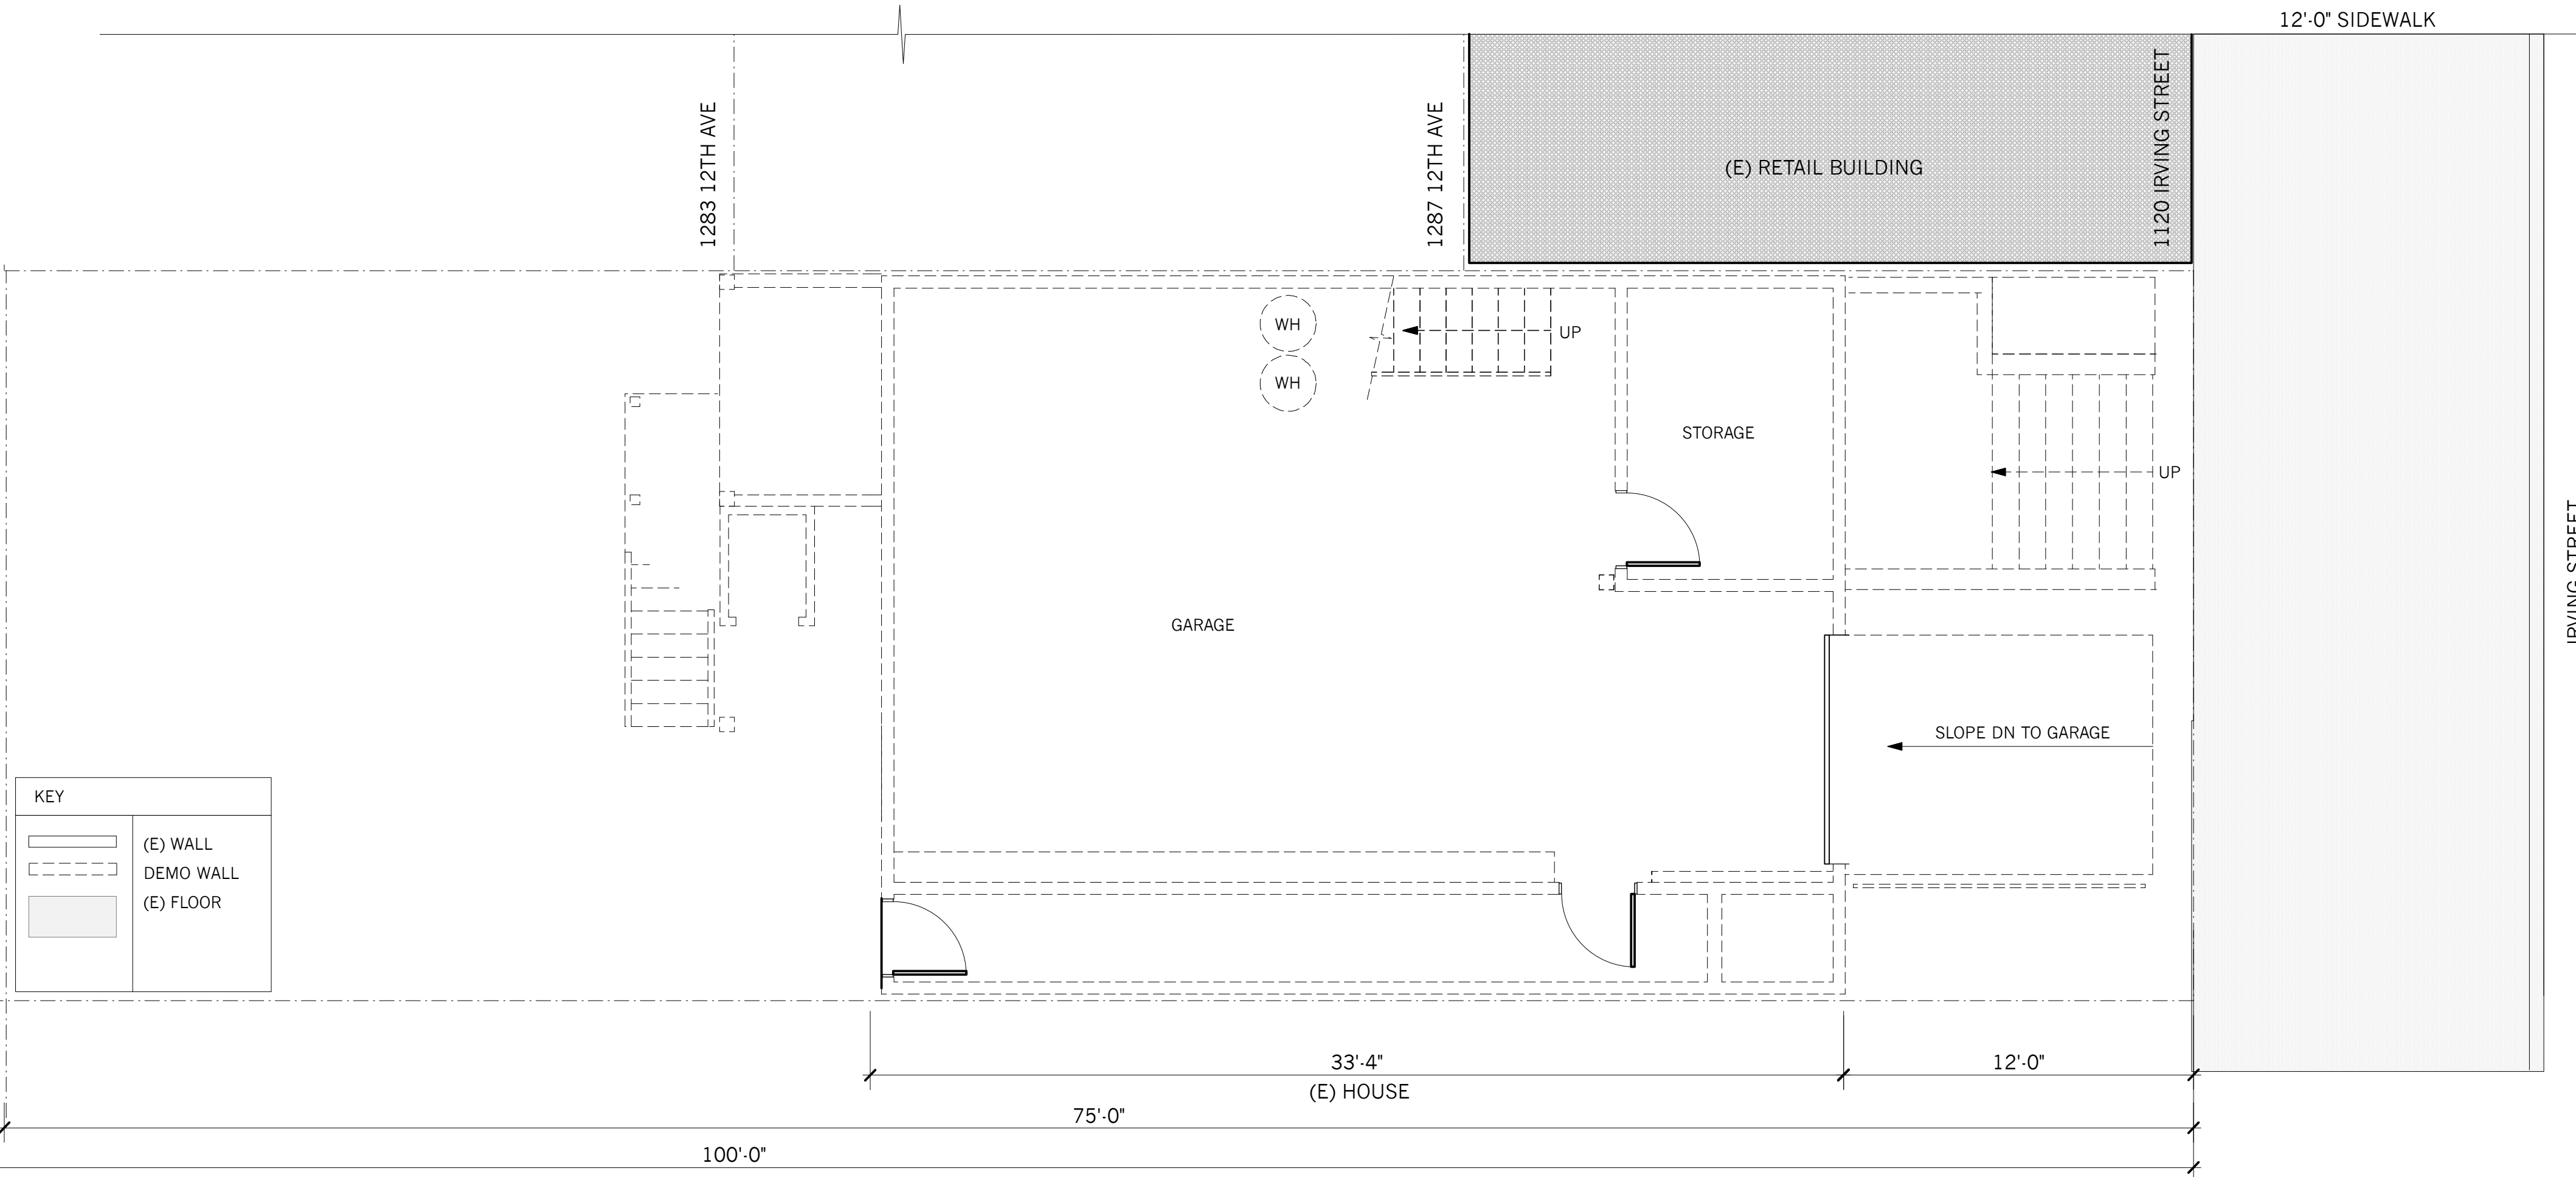 12'-0" SIDEWALK
1283 12TH AVE
1287 12TH AVE
1120 IRVING STREET
(E) RETAIL BUILDING
WH
UP
WH
STORAGE
UP
IRVING STREET
GARAGE
SLOPE DN TO GARAGE
KEY
(E) WALL
DEMO WALL
(E) FLOOR
33'-4"
12'-0"
(E) HOUSE
75'-0"
100'-0"